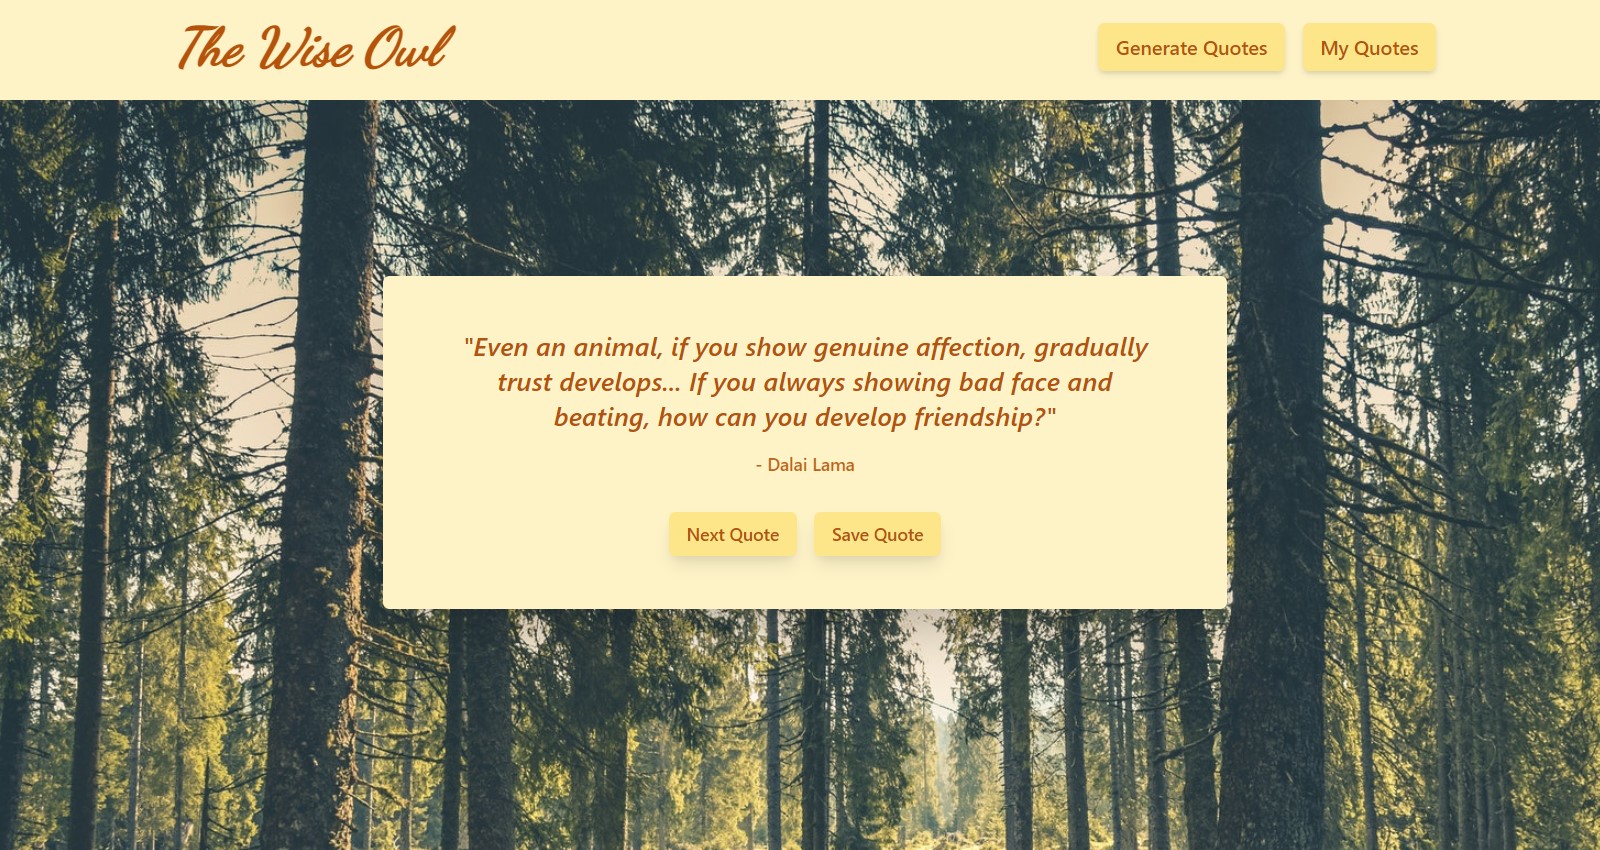 The Wise Owl
Generate Quotes
My Quotes
"Even an animal, if you show genuine affection, gradually
trust develops... If you always showing bad face and
beating, how can you develop friendship?"
- Dalai Lama
Next Quote
Save Quote